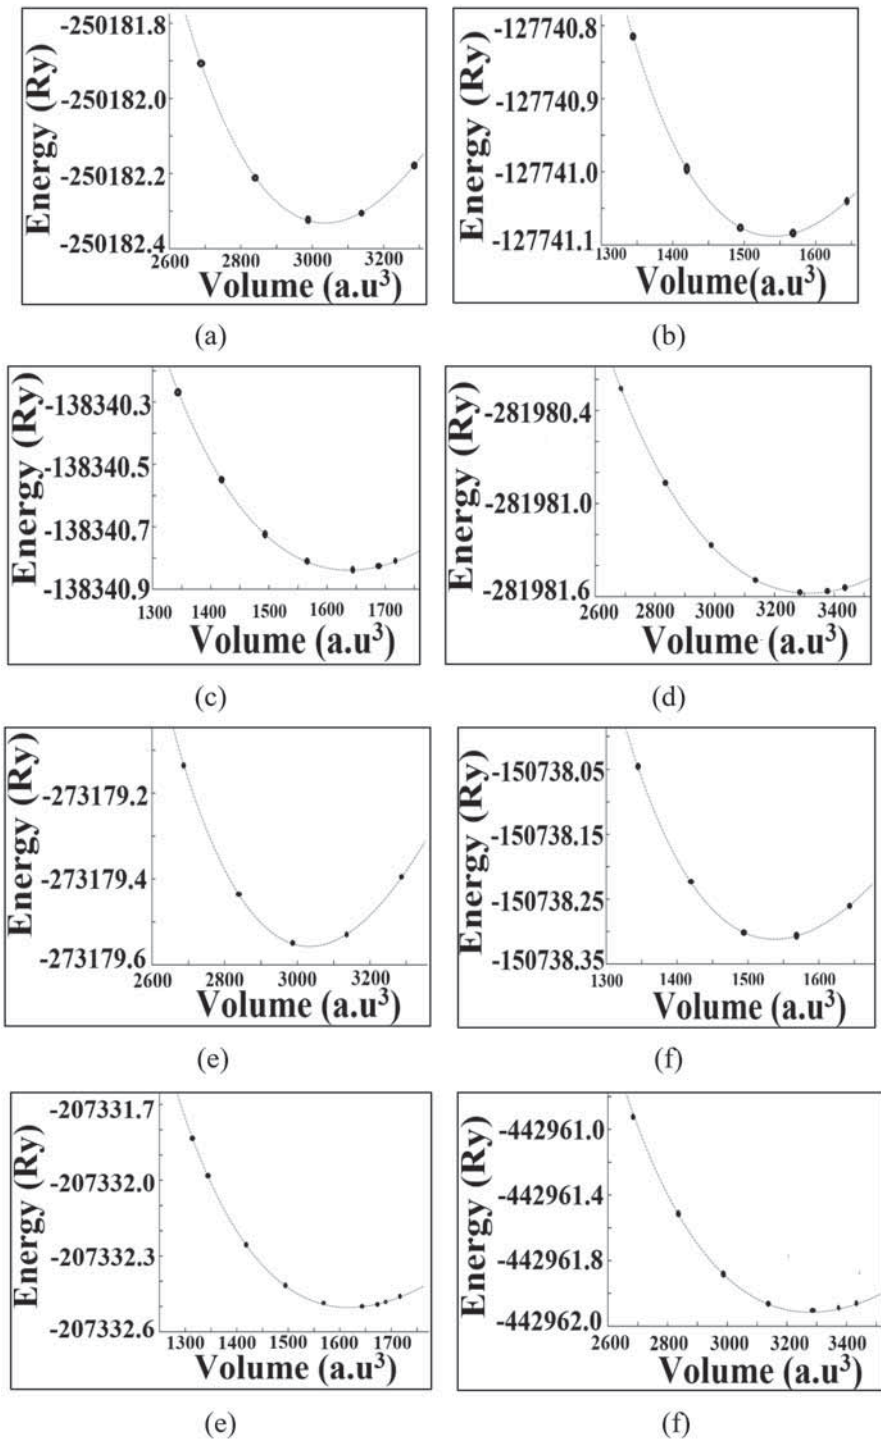 -250181.8
-250182.0
-250182.2
-250182.4
Energy (Ry)
2600 2800 3000 3200
Volume (a.u³)
(a)
-127740.8
-127740.9
-127741.0
-127741.1
Energy (Ry)
1300 1400 1500 1600
Volume(a.u³)
(b)
-138340.3
-138340.5
-138340.7
-138340.9
Energy (Ry)
1300 1400 1500 1600 1700
Volume (a.u³)
(c)
-281980.4
-281981.0
-281981.6
Energy (Ry)
2600 2800 3000 3200 3400
Volume (a.u³)
(d)
-273179.2
-273179.4
-273179.6
Energy (Ry)
2600 2800 3000 3200
Volume (a.u³)
(e)
-150738.05
-150738.15
-150738.25
-150738.35
Energy (Ry)
1300 1400 1500 1600
Volume (a.u³)
(f)
-207331.7
-207332.0
-207332.3
-207332.6
Energy (Ry)
1300 1400 1500 1600 1700
Volume (a.u³)
(e)
-442961.0
-442961.4
-442961.8
-442962.0
Energy (Ry)
2600 2800 3000 3200 3400
Volume (a.u³)
(f)